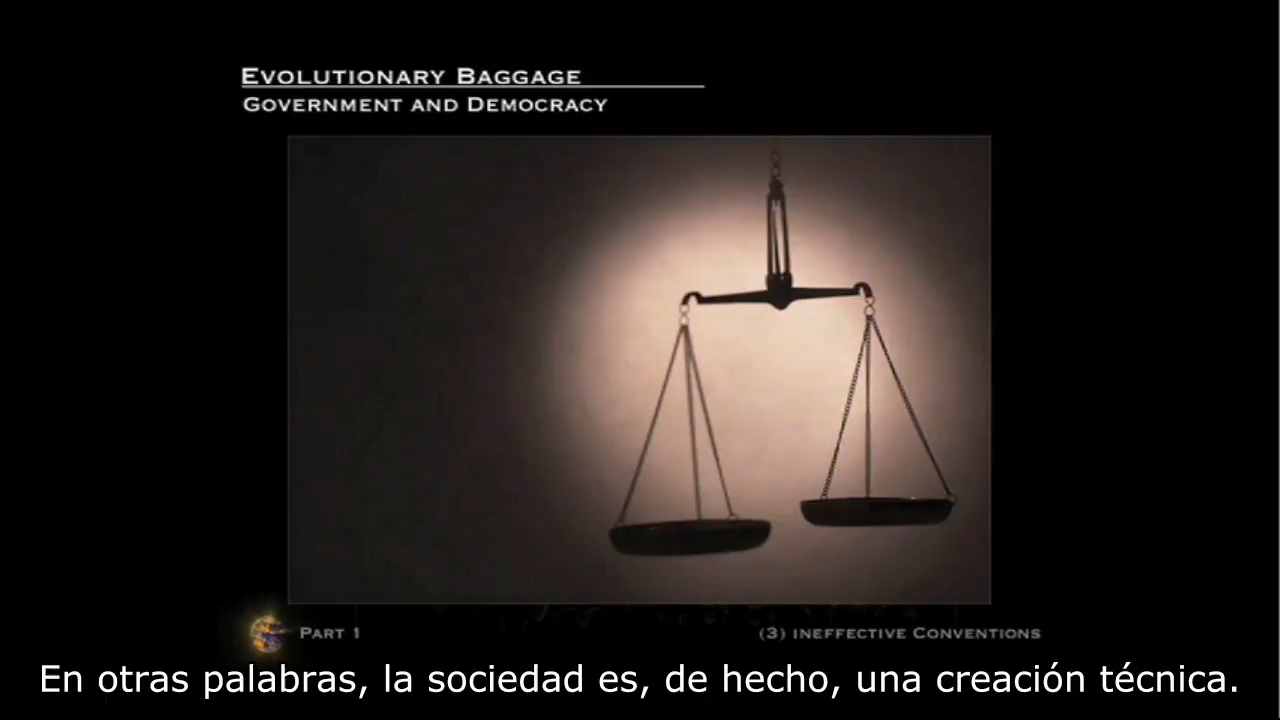 Evolutionary Baggage
Government and Democracy
Part 1
(3) ineffective Conventions
En otras palabras, la sociedad es, de hecho, una creación técnica.